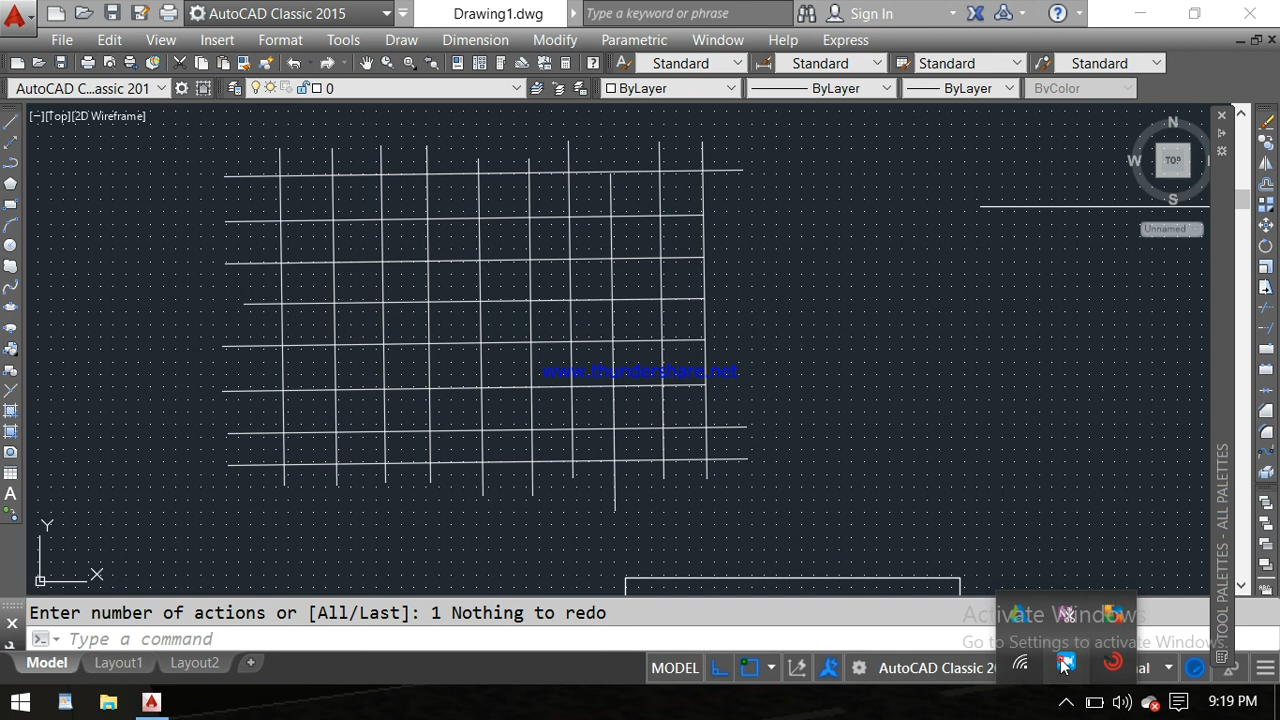 AutoCAD Classic 2015
Drawing1.dwg
Type a keyword or phrase
Sign In
File Edit View Insert Format Tools Draw Dimension Modify Parametric Window Help Express
Standard Standard Standard Standard
AutoCAD C...assic 201 0 ByLayer ByLayer ByLayer ByColor
[−][Top][2D Wireframe]
N
W TOP
S
Unnamed
www.thundershare.net
Y
X
TOOL PALETTES - ALL PALETTES
Enter number of actions or [All/Last]: 1 Nothing to redo
Type a command
Activate Windows
Go to Settings to activate Windows.
Model Layout1 Layout2
MODEL AutoCAD Classic 20
9:19 PM